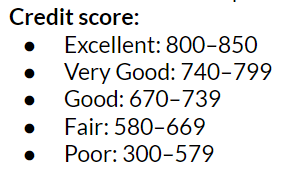 Credit score:
● Excellent: 800–850
● Very Good: 740–799
● Good: 670–739
● Fair: 580–669
● Poor: 300–579